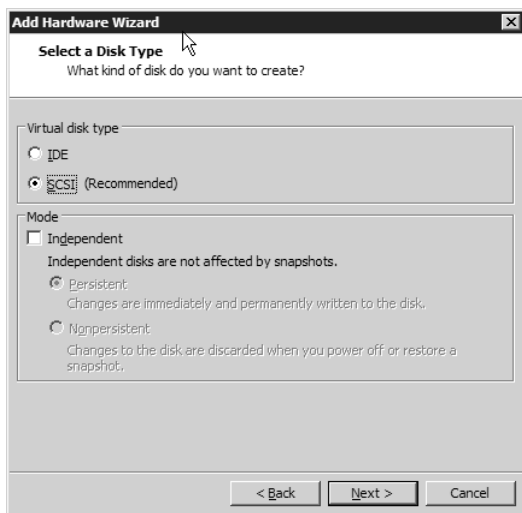 Add Hardware Wizard
Select a Disk Type
What kind of disk do you want to create?
Virtual disk type
IDE
SCSI (Recommended)
Mode
Independent
Independent disks are not affected by snapshots.
Persistent
Changes are immediately and permanently written to the disk.
Nonpersistent
Changes to the disk are discarded when you power off or restore a
snapshot.
< Back Next > Cancel